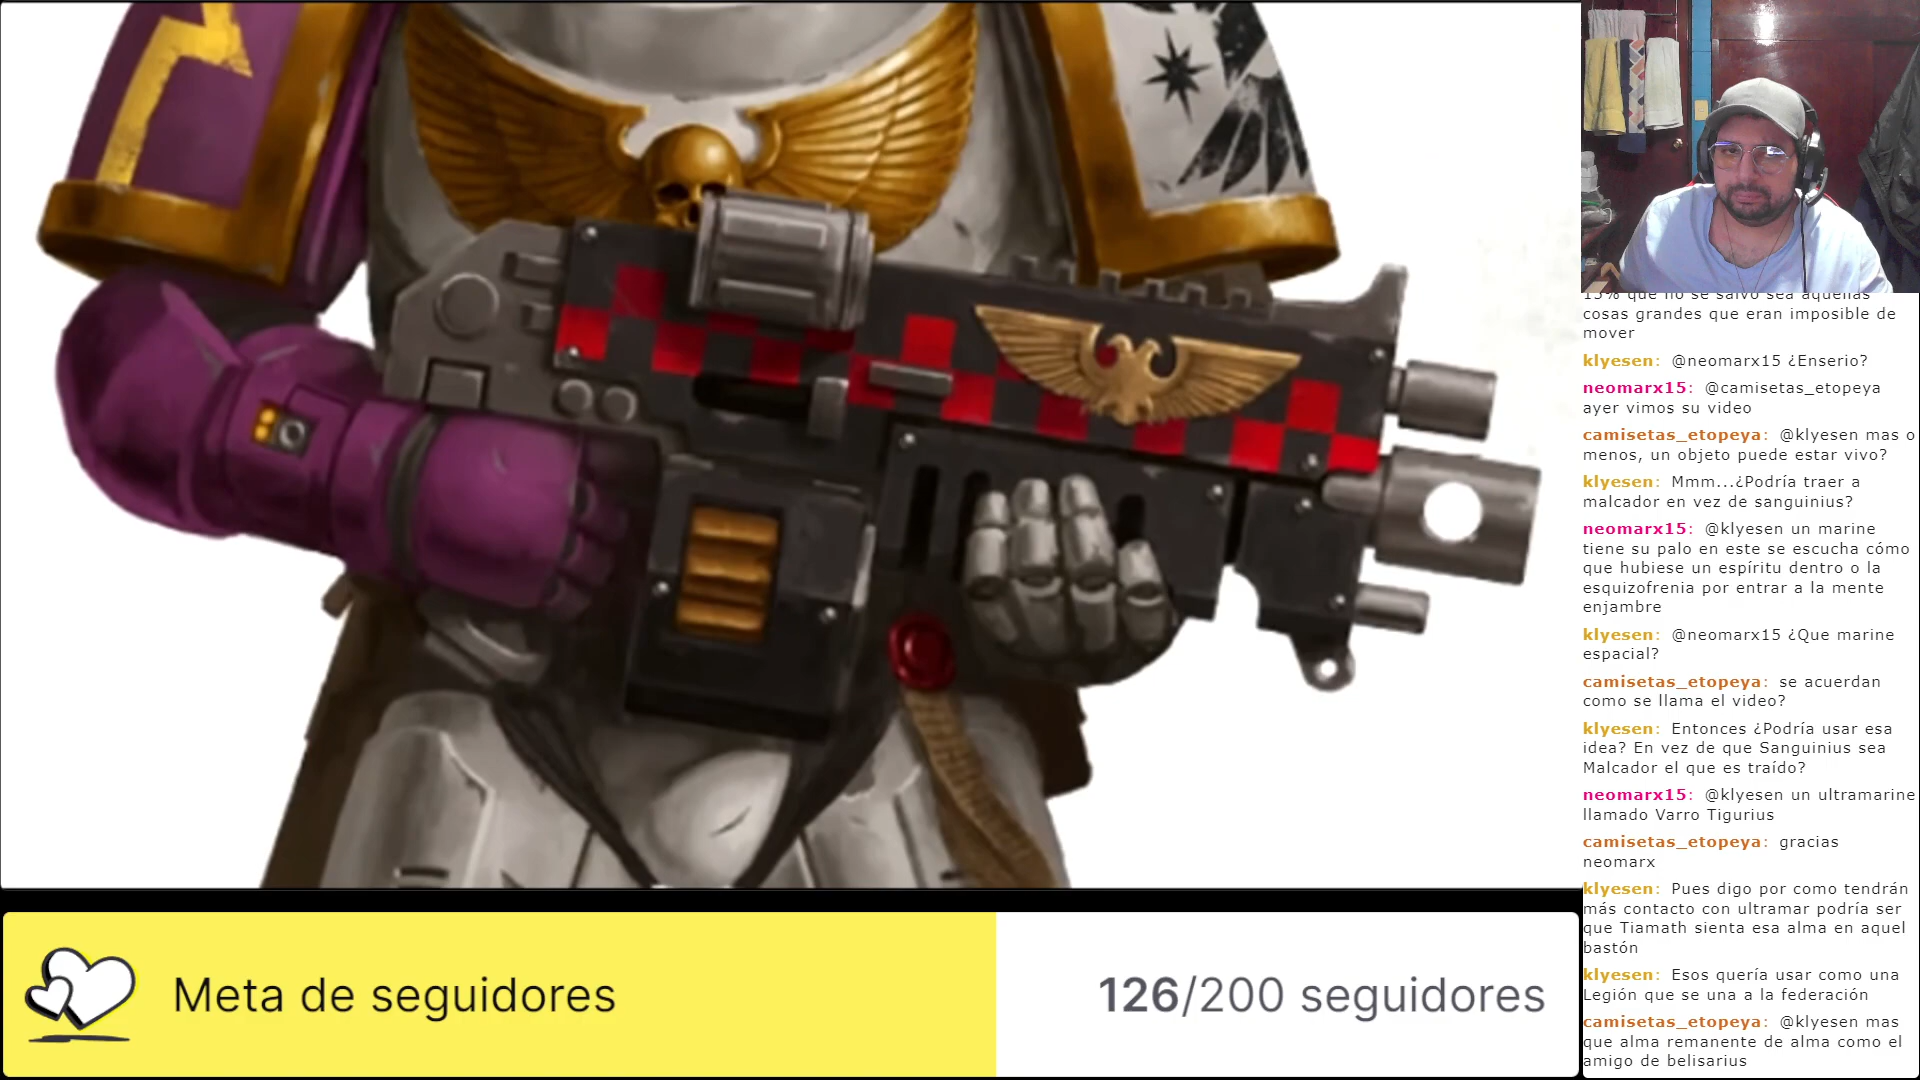 15% que no se salvo sea aquellas
cosas grandes que eran imposible de
mover
klyesen: @neomarx15 ¿Enserio?
neomarx15: @camisetas_etopeya
ayer vimos su video
camisetas_etopeya: @klyesen mas o
menos, un objeto puede estar vivo?
klyesen: Mmm...¿Podría traer a
malcador en vez de sanguinius?
neomarx15: @klyesen un marine
tiene su palo en este se escucha cómo
que hubiese un espíritu dentro o la
esquizofrenia por entrar a la mente
enjambre
klyesen: @neomarx15 ¿Que marine
espacial?
camisetas_etopeya: se acuerdan
como se llama el video?
klyesen: Entonces ¿Podría usar esa
idea? En vez de que Sanguinius sea
Malcador el que es traído?
neomarx15: @klyesen un ultramarine
llamado Varro Tigurius
camisetas_etopeya: gracias
neomarx
klyesen: Pues digo por como tendrán
más contacto con ultramar podría ser
que Tiamath sienta esa alma en aquel
bastón
klyesen: Esos quería usar como una
Legión que se una a la federación
camisetas_etopeya: @klyesen mas
que alma remanente de alma como el
amigo de belisarius
Meta de seguidores
126/200 seguidores